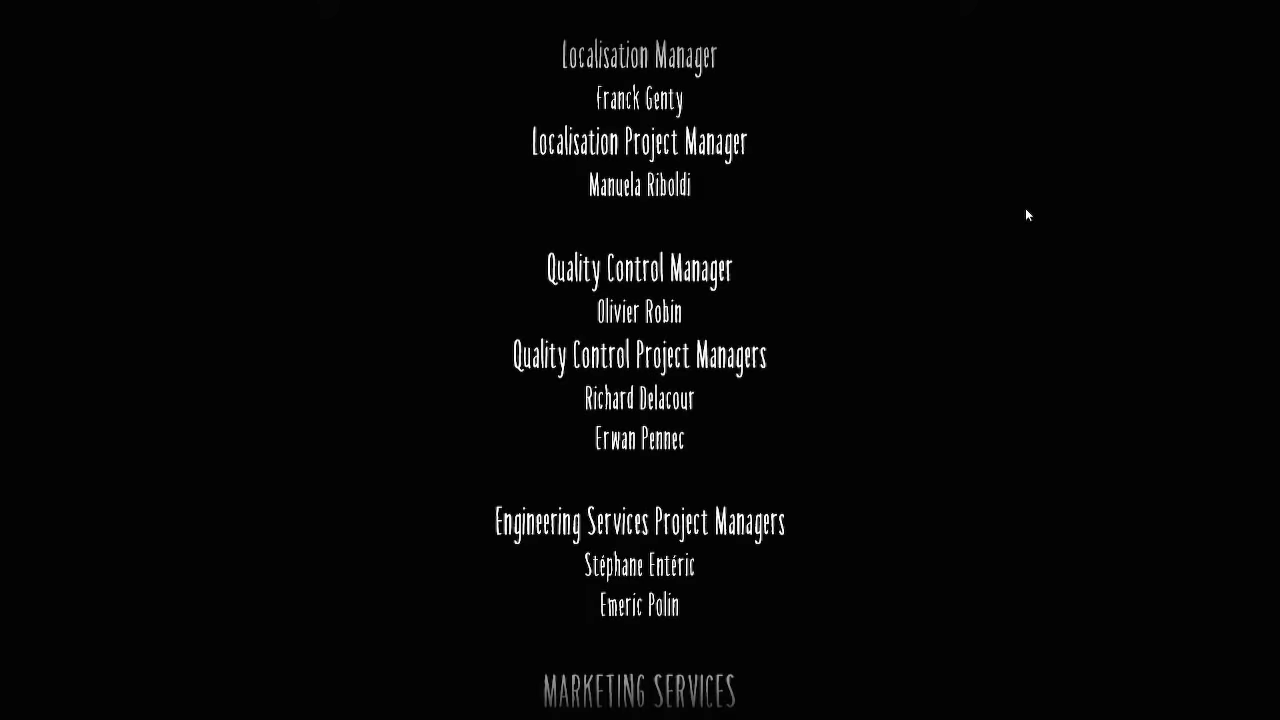 Localisation Manager
Franck Genty
Localisation Project Manager
Manuela Riboldi
Quality Control Manager
Olivier Robin
Quality Control Project Managers
Richard Delacour
Erwan Pennec
Engineering Services Project Managers
Stéphane Entéric
Emeric Polin
MARKETING SERVICES